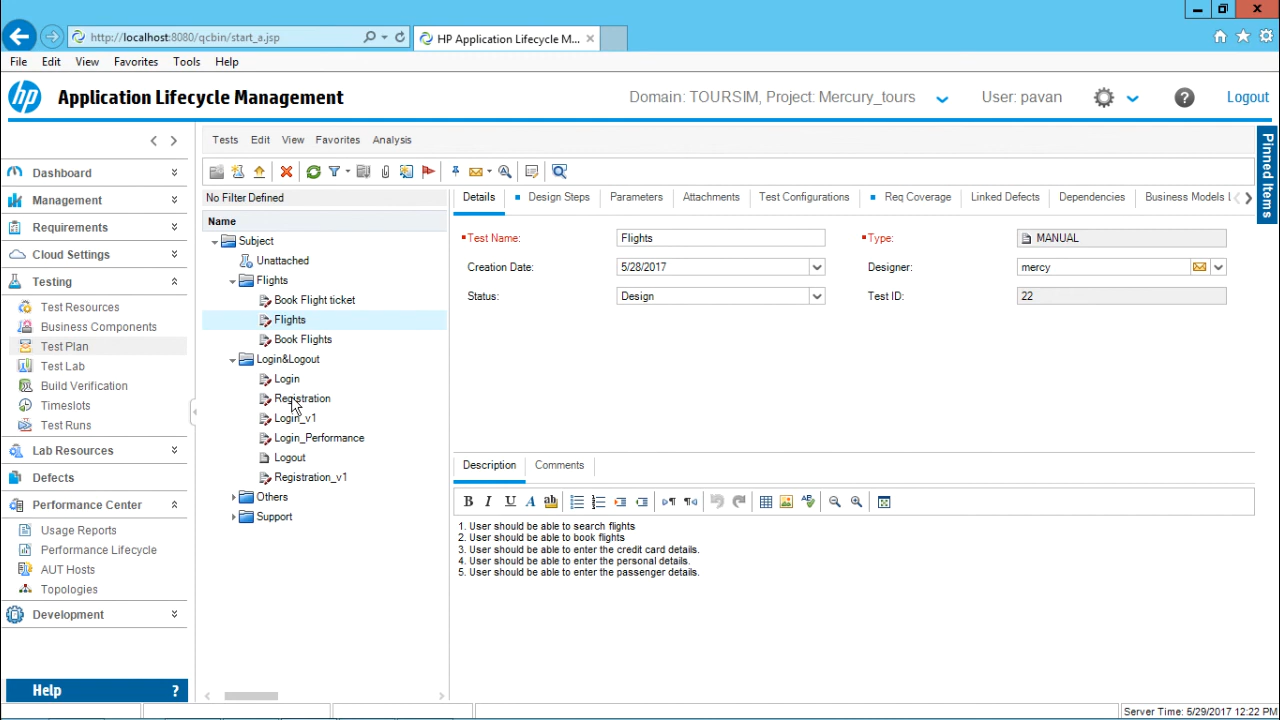 http://localhost:8080/qcbin/start_a.jsp
HP Application Lifecycle M...
File Edit View Favorites Tools Help
hp Application Lifecycle Management
Domain: TOURSIM, Project: Mercury_tours
User: pavan
Logout
Pinned Items
Dashboard
Management
Requirements
Cloud Settings
Testing
Test Resources
Business Components
Test Plan
Test Lab
Build Verification
Timeslots
Test Runs
Lab Resources
Defects
Performance Center
Usage Reports
Performance Lifecycle
AUT Hosts
Topologies
Development
Help ?
Tests Edit View Favorites Analysis
No Filter Defined
Name
Subject
Unattached
Flights
Book Flight ticket
Flights
Book Flights
Login&Logout
Login
Registration
Login_v1
Login_Performance
Logout
Registration_v1
Others
Support
Details Design Steps Parameters Attachments Test Configurations Req Coverage Linked Defects Dependencies Business Models L
*Test Name: Flights
*Type: MANUAL
Creation Date: 5/28/2017
Designer: mercy
Status: Design
Test ID: 22
Description Comments
B I U A ab
1. User should be able to search flights
2. User should be able to book flights
3. User should be able to enter the credit card details.
4. User should be able to enter the personal details.
5. User should be able to enter the passenger details.
Server Time: 5/29/2017 12:22 PM